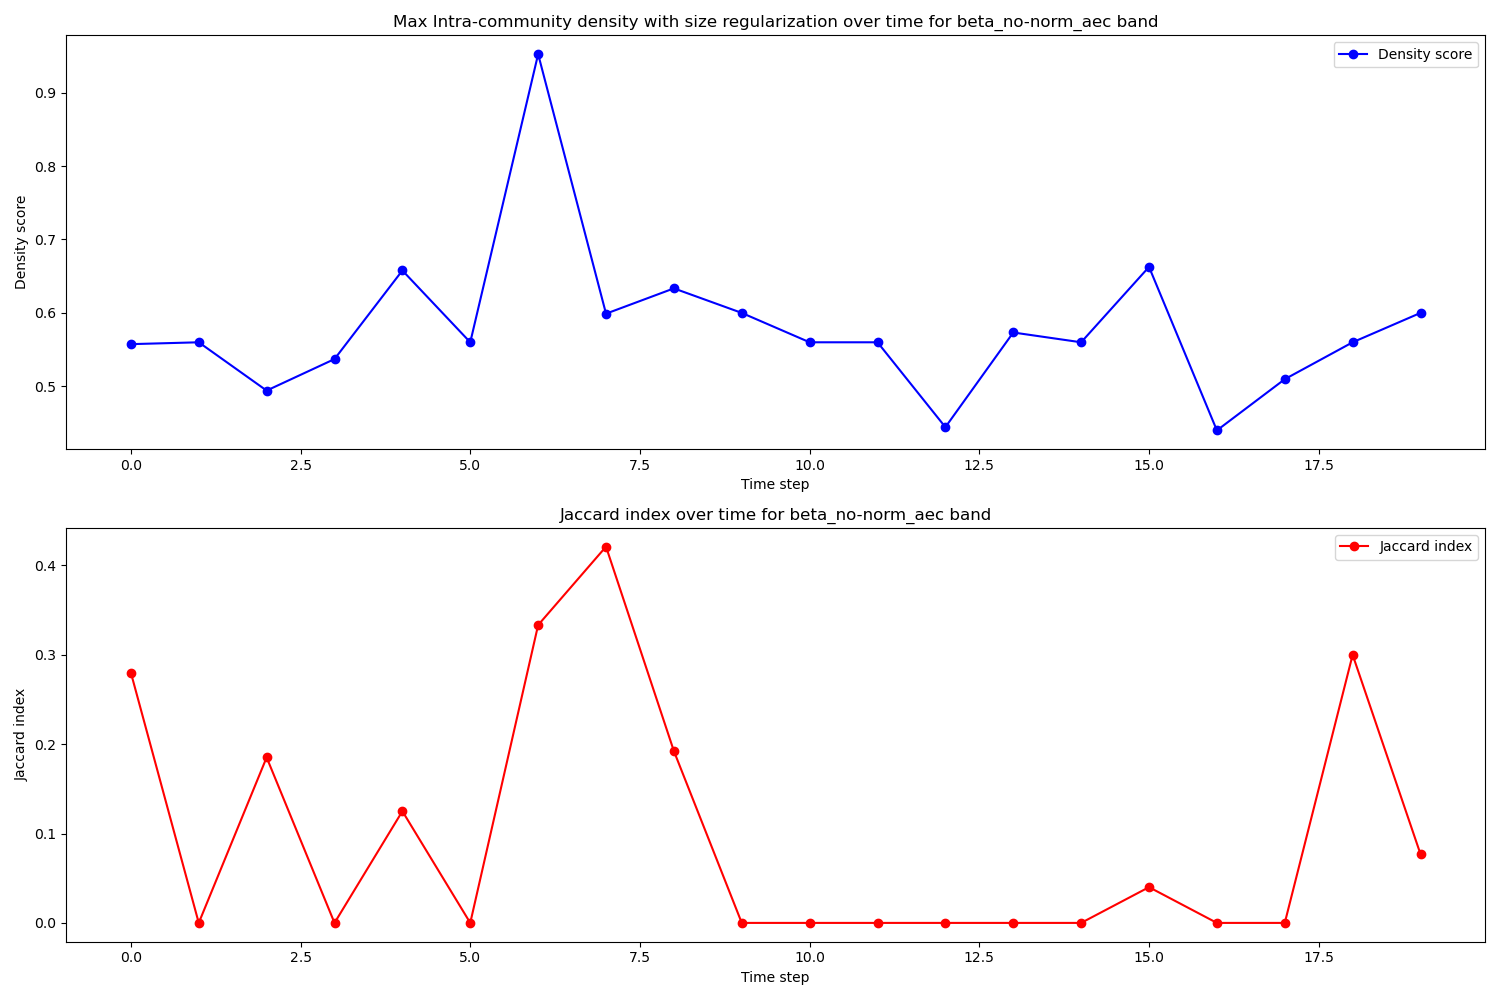 Max Intra-community density with size regularization over time for beta_no-norm_aec band
Density score
0.9
0.8
0.7
0.6
0.5
Density score
0.0 2.5 5.0 7.5 10.0 12.5 15.0 17.5
Time step
Jaccard index over time for beta_no-norm_aec band
Jaccard index
0.4
0.3
0.2
0.1
0.0
Jaccard index
0.0 2.5 5.0 7.5 10.0 12.5 15.0 17.5
Time step